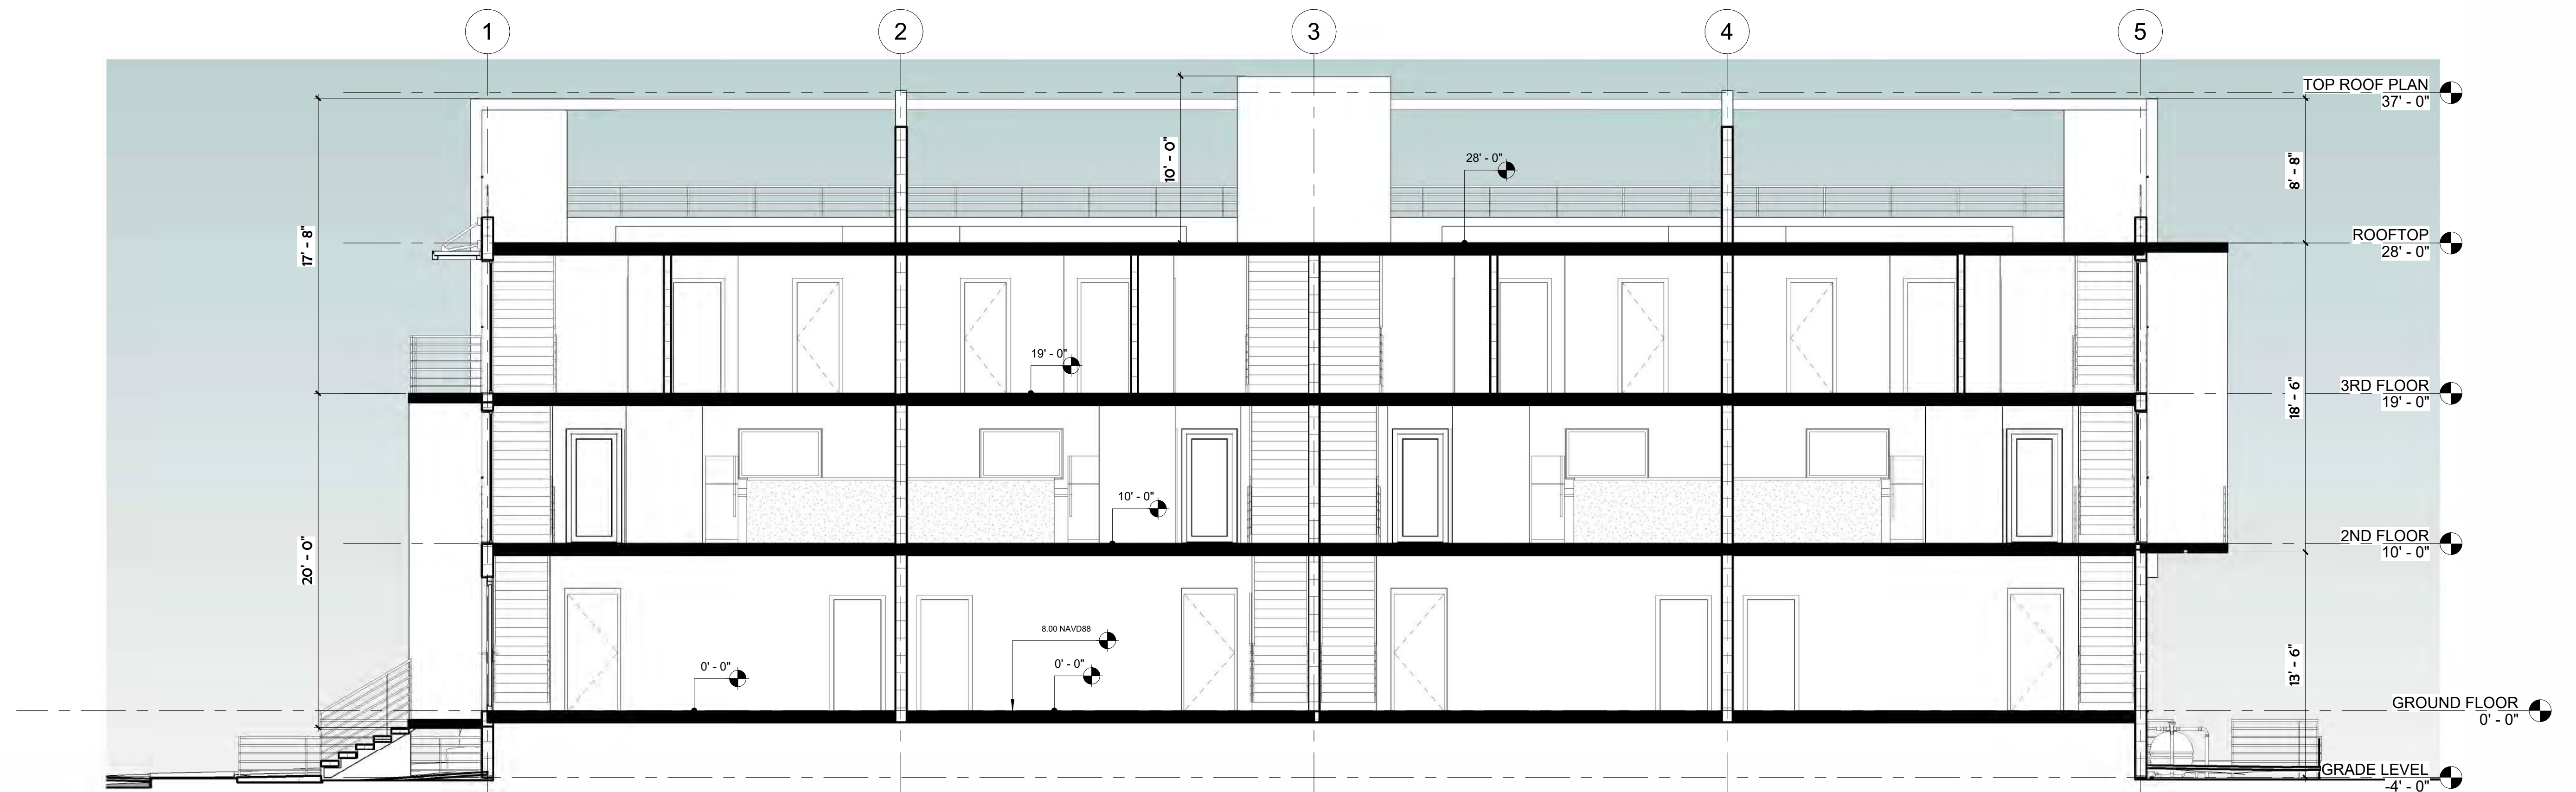 1 2 3 4 5
TOP ROOF PLAN
37' - 0"
10' - 0"
28' - 0"
8' - 8"
17' - 8"
ROOFTOP
28' - 0"
19' - 0"
3RD FLOOR
19' - 0"
18' - 6"
10' - 0"
2ND FLOOR
10' - 0"
20' - 0"
8.00 NAVD88
0' - 0"
0' - 0"
13' - 6"
GROUND FLOOR
0' - 0"
GRADE LEVEL
-4' - 0"